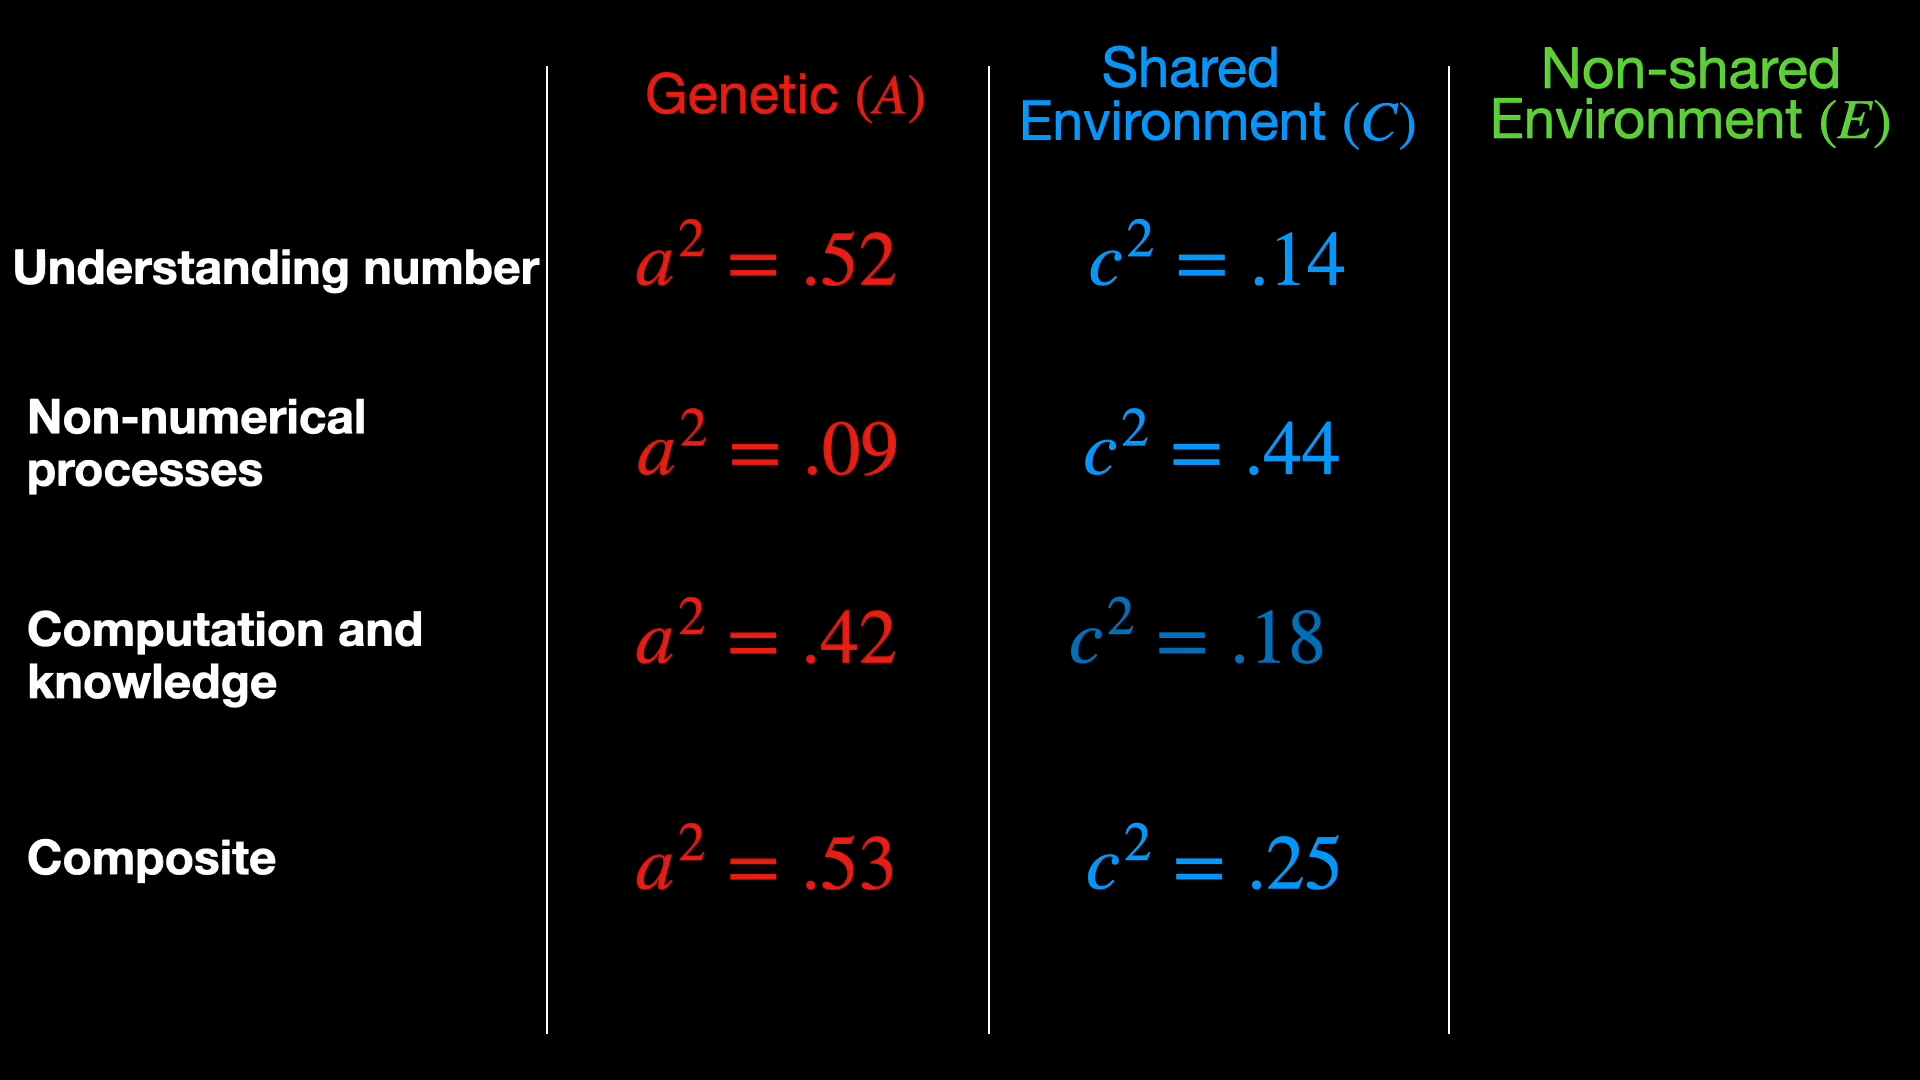 Genetic (A)
Shared
Environment (C)
Non-shared
Environment (E)
Understanding number
a² = .52
c² = .14
Non-numerical
processes
a² = .09
c² = .44
Computation and
knowledge
a² = .42
c² = .18
Composite
a² = .53
c² = .25